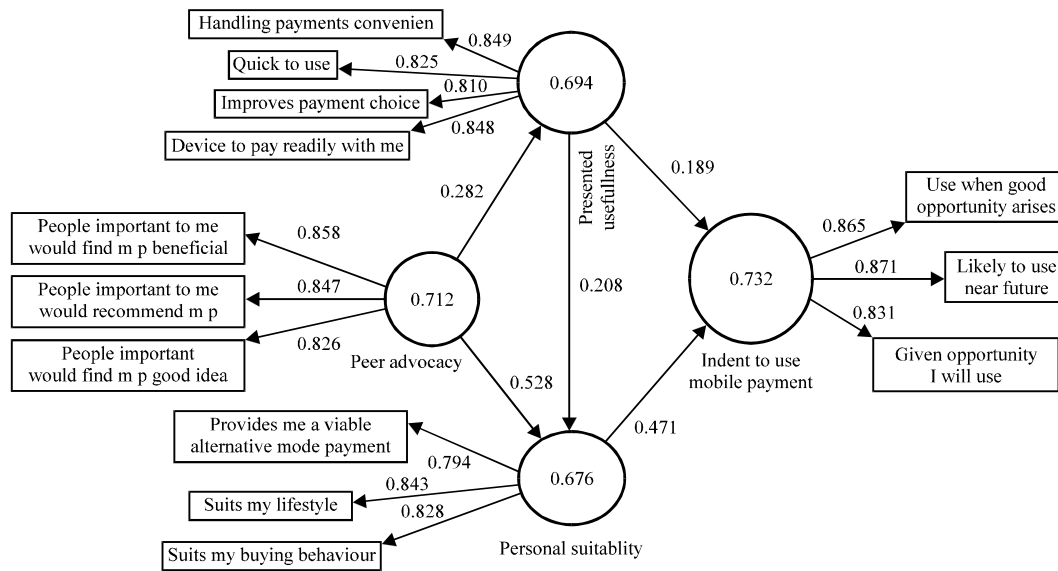 Handling payments convenien
0.849
Quick to use
0.825
0.694
Improves payment choice
0.810
Device to pay readily with me
0.848
Presented
usefullness
0.282
0.189
Use when good
opportunity arises
0.865
People important to me
would find m p beneficial
0.858
People important to me
would recommend m p
0.847
0.712
People important
would find m p good idea
0.826
Peer advocacy
0.208
0.732
Likely to use
near future
0.871
0.831
Given opportunity
I will use
Indent to use
mobile payment
0.528
0.471
Provides me a viable
alternative mode payment
0.794
0.676
Suits my lifestyle
0.843
Suits my buying behaviour
0.828
Personal suitablity